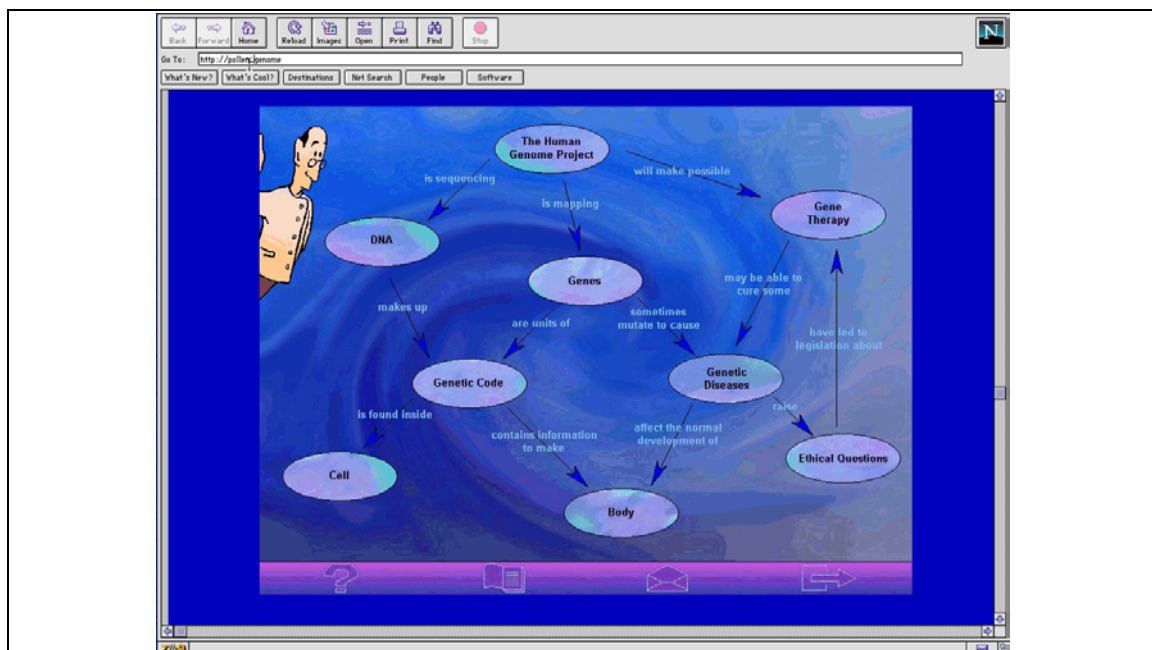 Back Forward Home Reload Images Open Print Find Stop
N
Go To: http://pollen/genome
What's New? What's Cool? Destinations Net Search People Software
The Human
Genome Project
is sequencing
is mapping
will make possible
Gene
Therapy
DNA
Genes
may be able to
cure some
makes up
are units of
sometimes
mutate to cause
have led to
legislation about
Genetic Code
Genetic
Diseases
is found inside
contains information
to make
affect the normal
development of
raise
Cell
Ethical Questions
Body